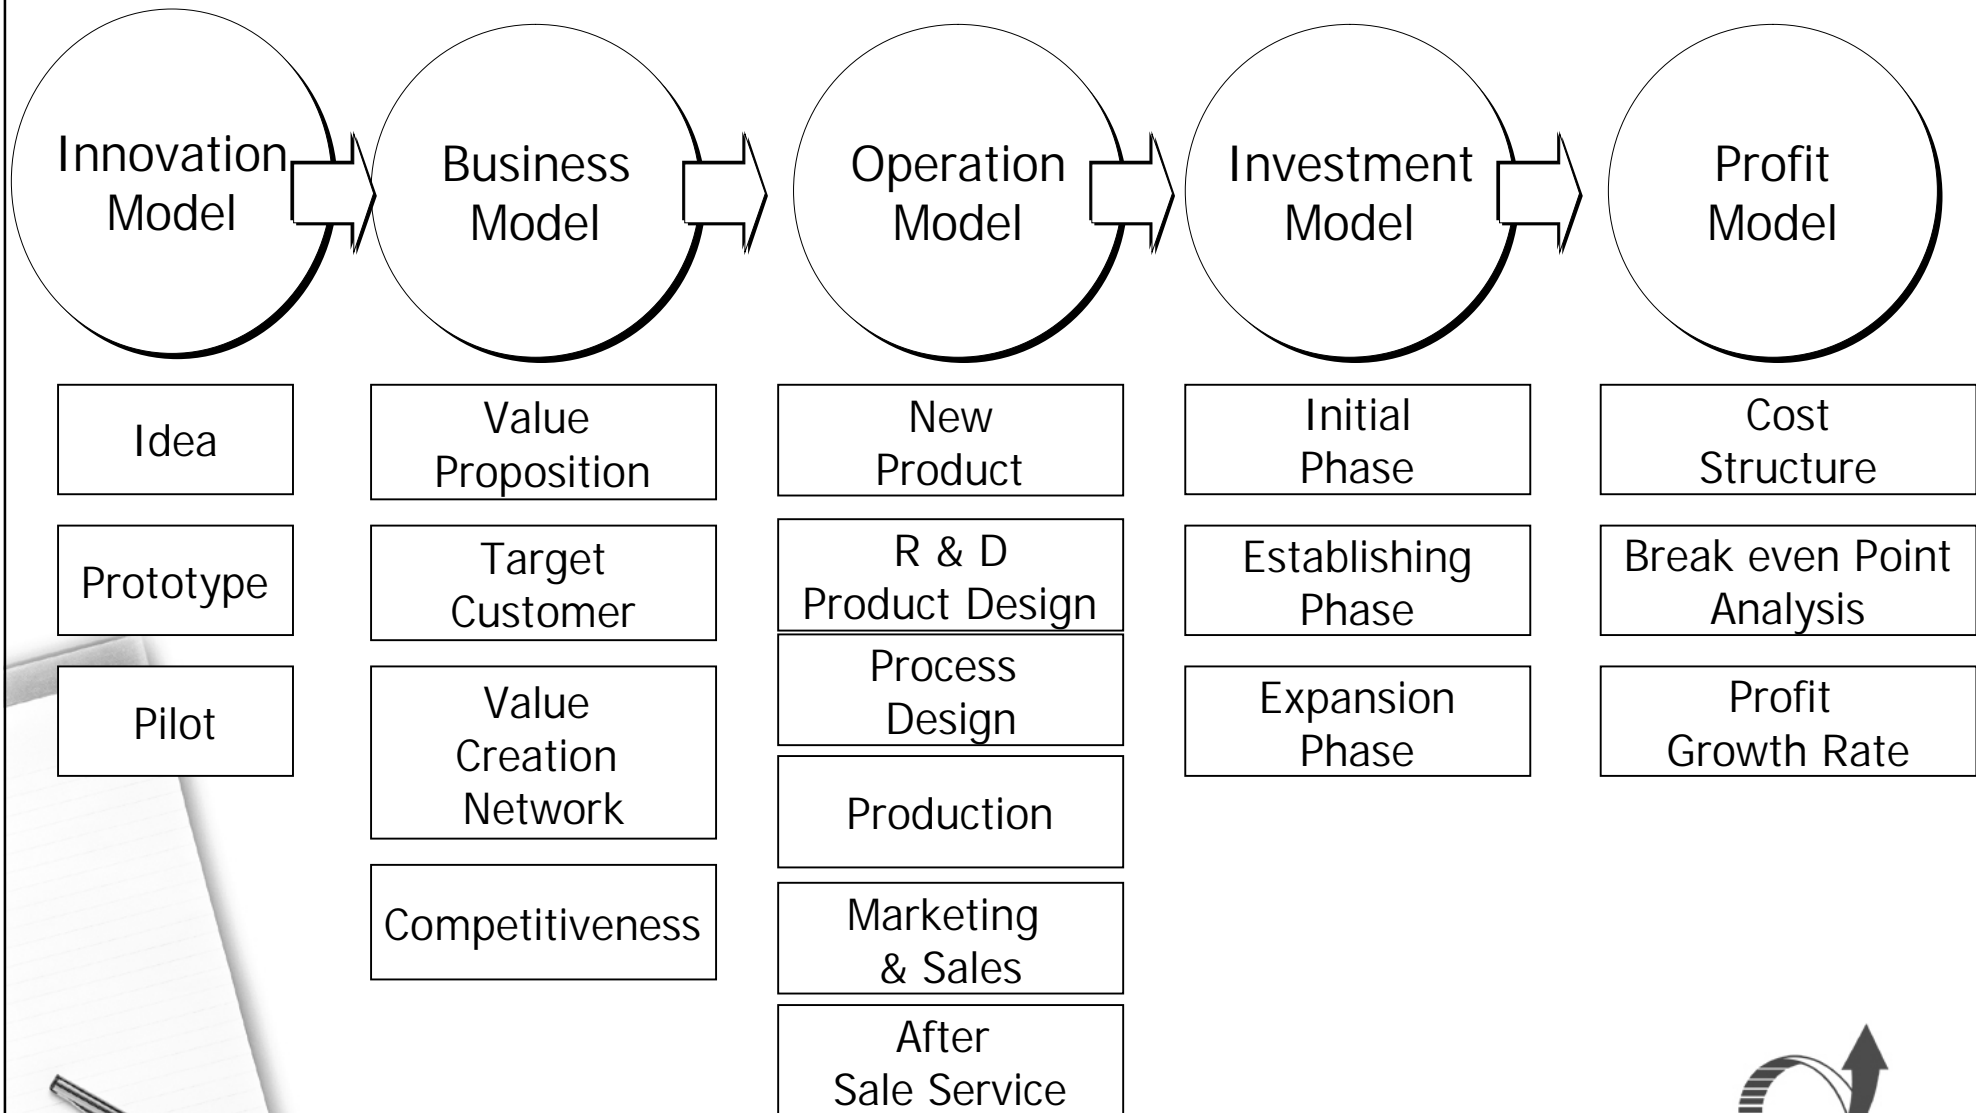 Innovation
Model
Business
Model
Operation
Model
Investment
Model
Profit
Model
Idea
Prototype
Pilot
Value
Proposition
Target
Customer
Value
Creation
Network
Competitiveness
New
Product
R & D
Product Design
Process
Design
Production
Marketing
& Sales
After
Sale Service
Initial
Phase
Establishing
Phase
Expansion
Phase
Cost
Structure
Break even Point
Analysis
Profit
Growth Rate